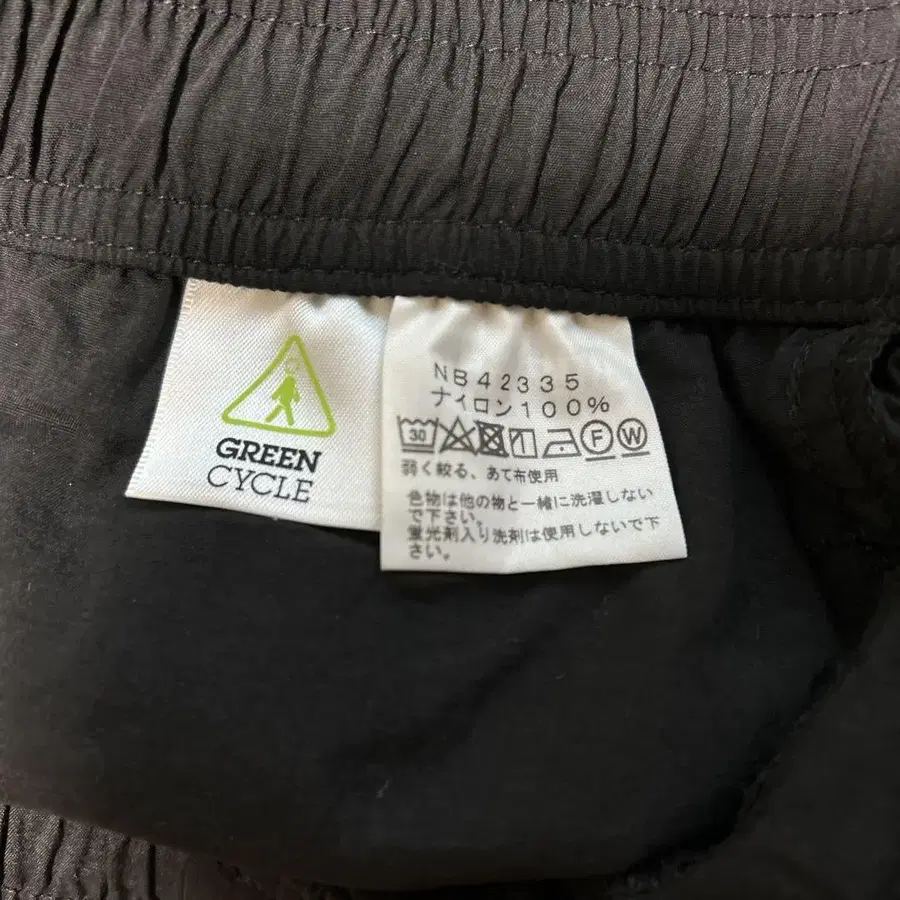 GREEN
CYCLE
NB42335
ナイロン100%
30 F W
弱く絞る、あて布使用
色物は他の物と一緒に洗濯しない
で下さい。
蛍光剤入り洗剤は使用しないで下
さい。